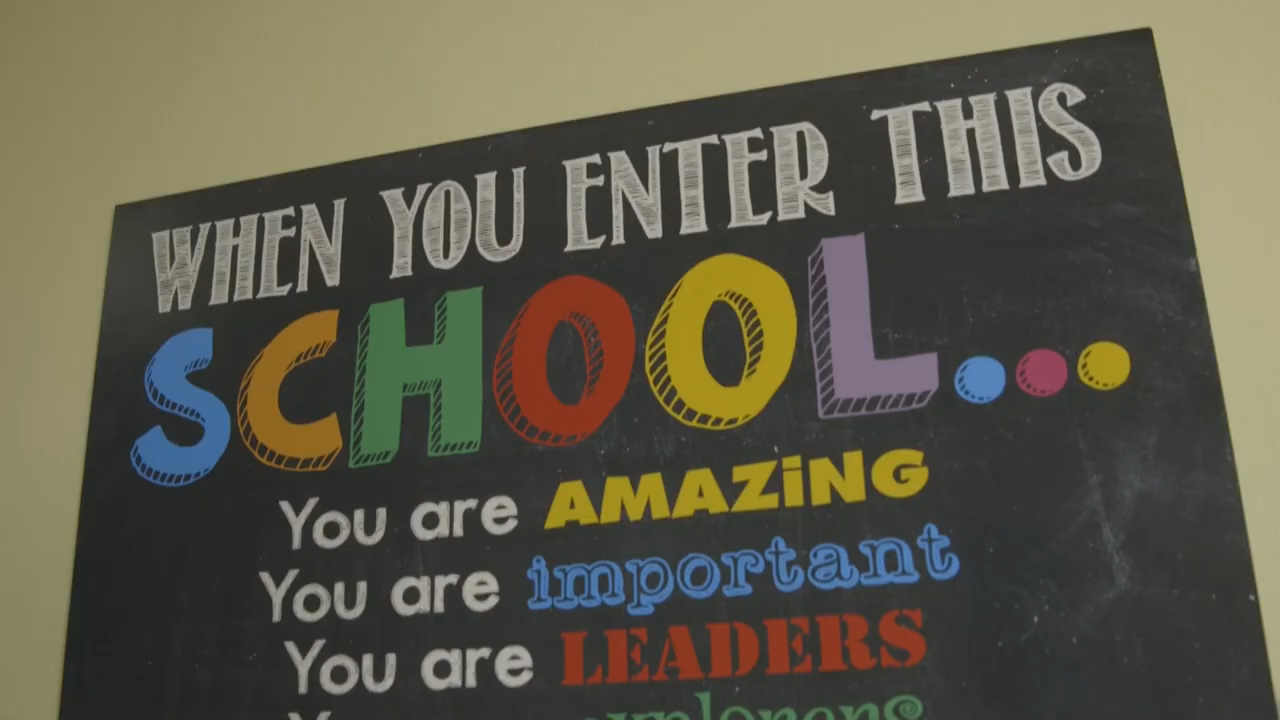 WHEN YOU ENTER THIS
SCHOOL...
You are AMAZiNG
You are important
You are LEADERS